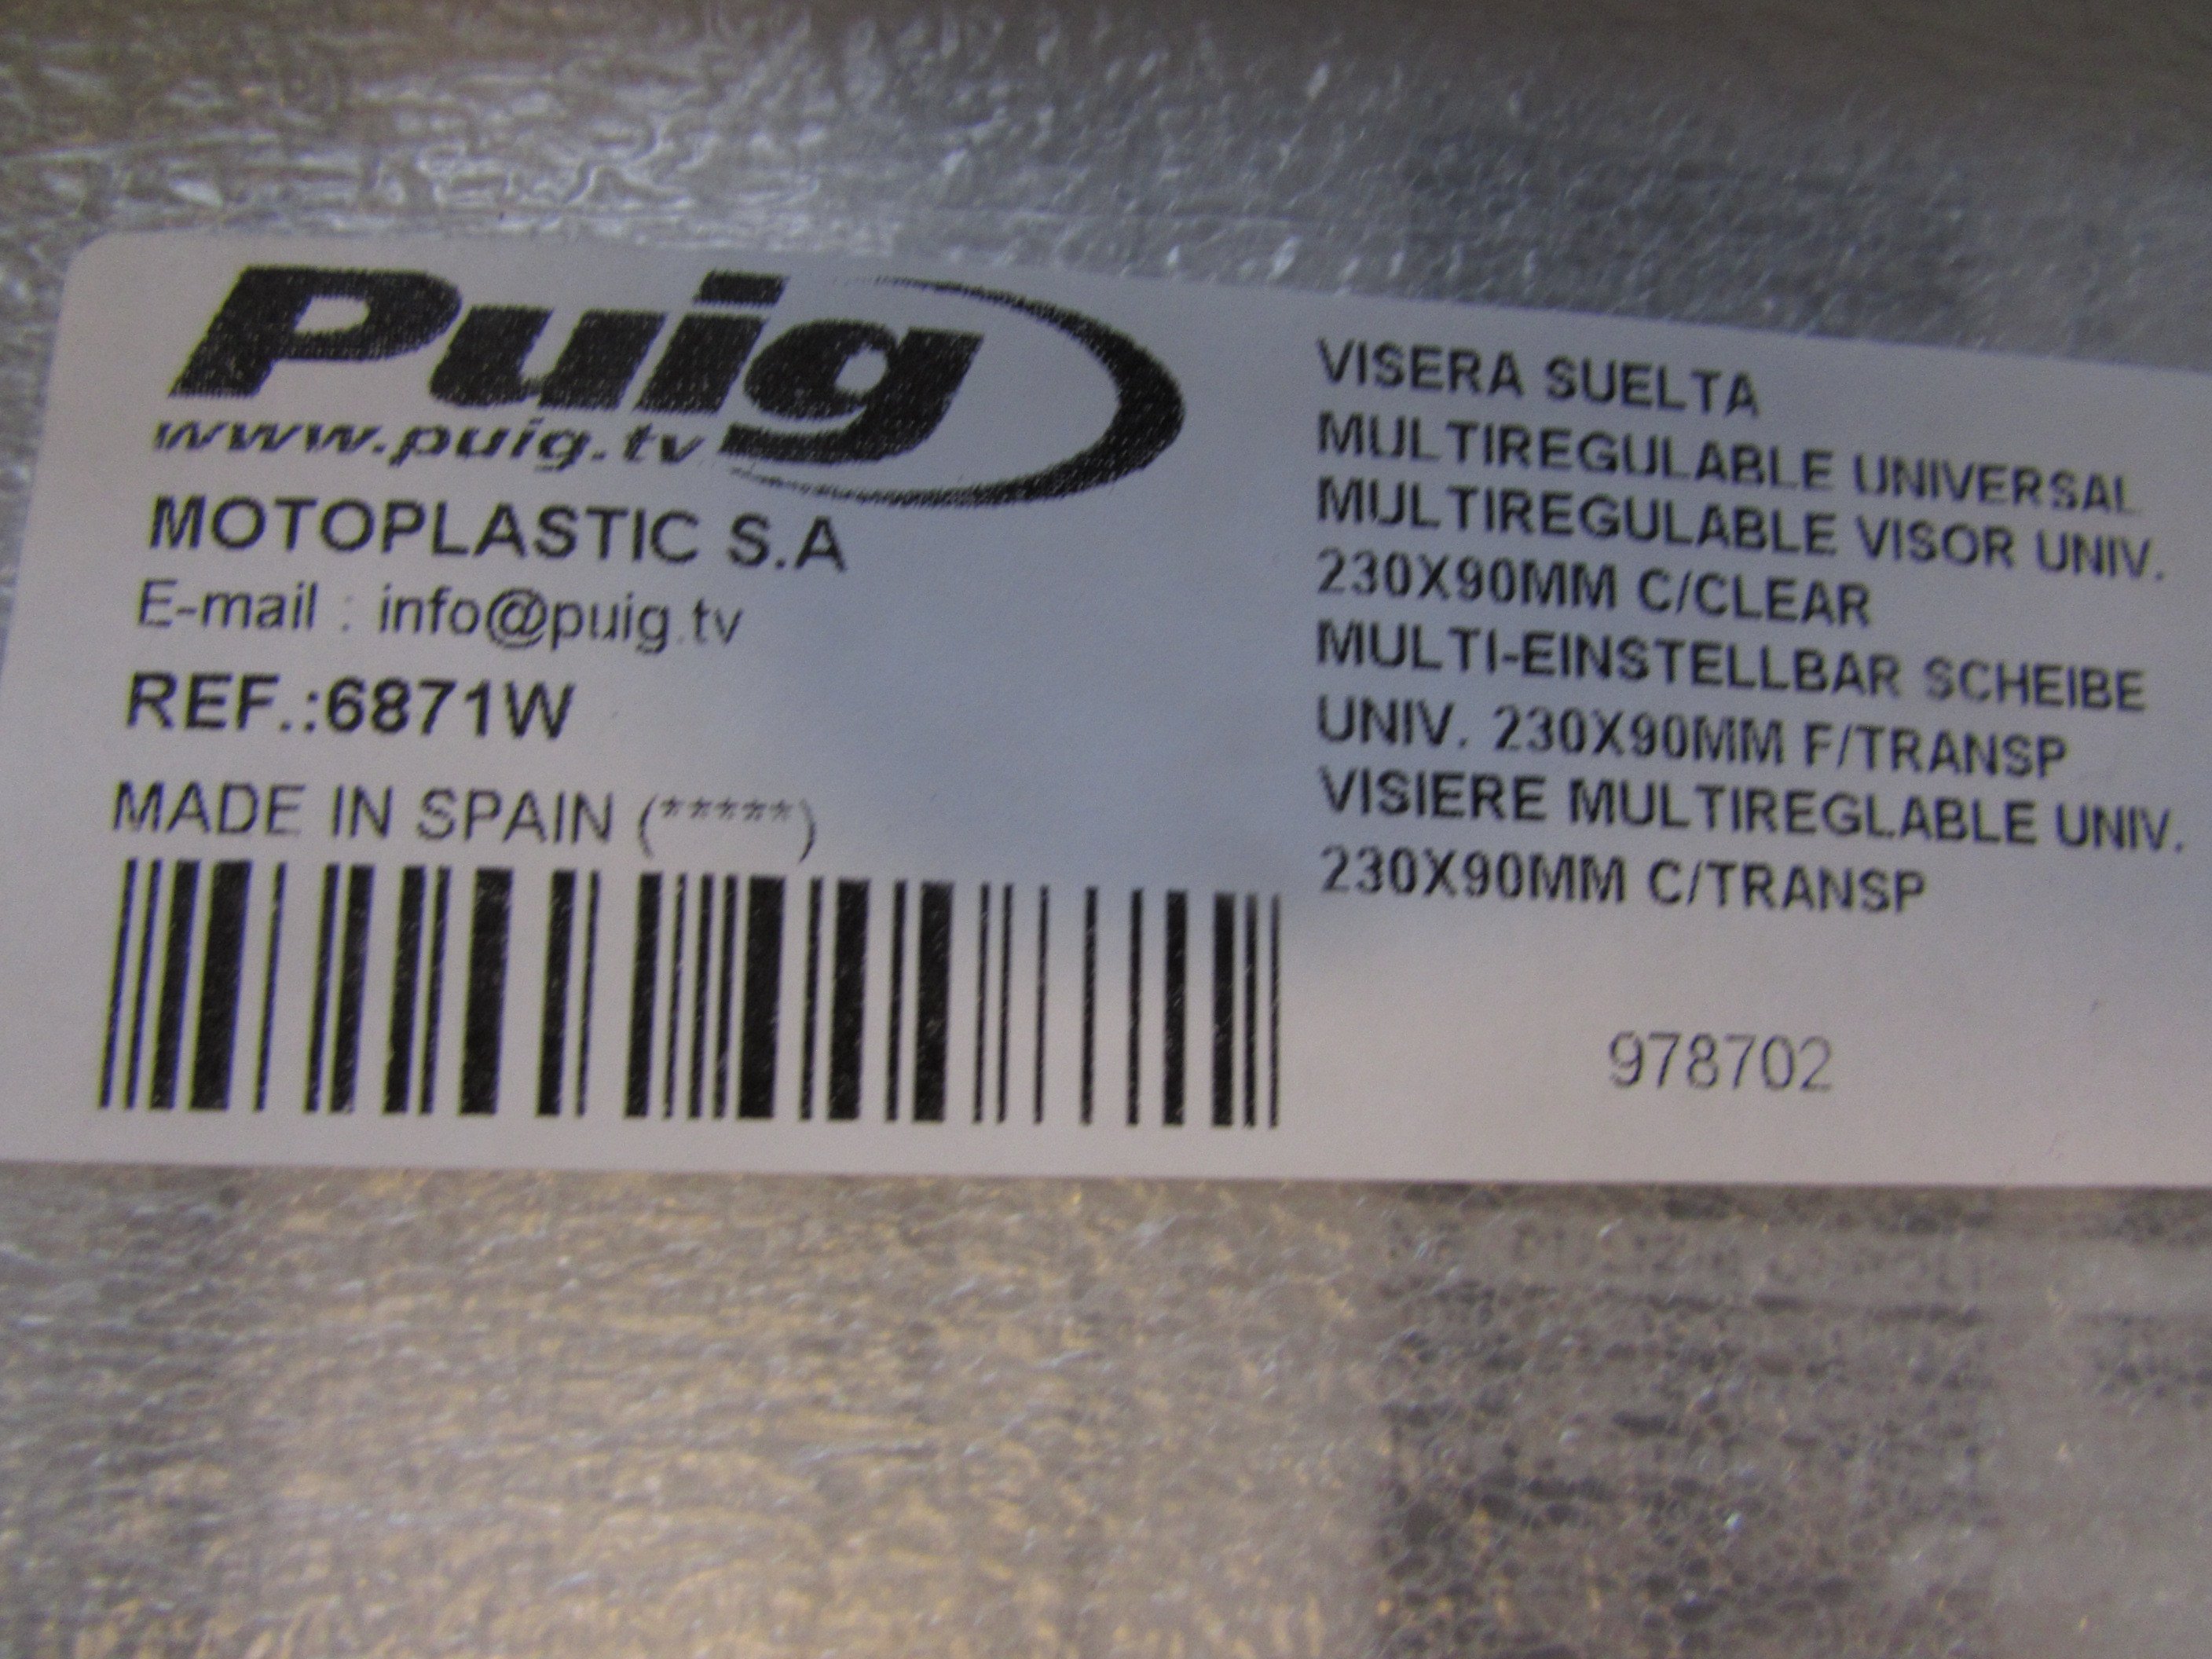 Puig
www.puig.tv
MOTOPLASTIC S.A
E-mail : info@puig.tv
REF.:6871W
MADE IN SPAIN (*****)
VISERA SUELTA
MULTIREGULABLE UNIVERSAL
MULTIREGULABLE VISOR UNIV.
230X90MM C/CLEAR
MULTI-EINSTELLBAR SCHEIBE
UNIV. 230X90MM F/TRANSP
VISIERE MULTIREGLABLE UNIV.
230X90MM C/TRANSP
978702